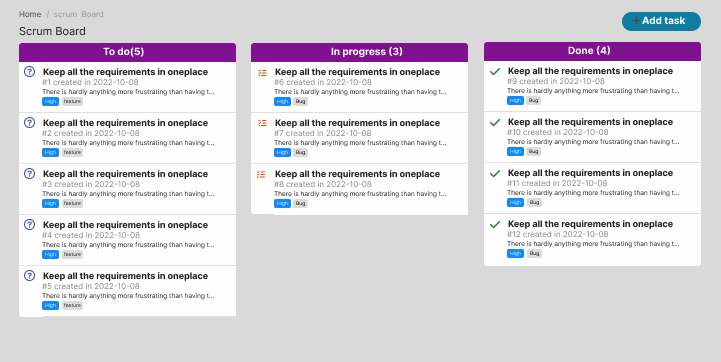 Home / scrum Board
Scrum Board
Add task
To do(5)
Keep all the requirements in oneplace
#1 created in 2022-10-08
There is hardly anything more frustrating than having t...
High feature
Keep all the requirements in oneplace
#2 created in 2022-10-08
There is hardly anything more frustrating than having t...
High feature
Keep all the requirements in oneplace
#3 created in 2022-10-08
There is hardly anything more frustrating than having t...
High feature
Keep all the requirements in oneplace
#4 created in 2022-10-08
There is hardly anything more frustrating than having t...
High feature
Keep all the requirements in oneplace
#5 created in 2022-10-08
There is hardly anything more frustrating than having t...
High feature
In progress (3)
Keep all the requirements in oneplace
#6 created in 2022-10-08
There is hardly anything more frustrating than having t...
High Bug
Keep all the requirements in oneplace
#7 created in 2022-10-08
There is hardly anything more frustrating than having t...
High Bug
Keep all the requirements in oneplace
#8 created in 2022-10-08
There is hardly anything more frustrating than having t...
High Bug
Done (4)
Keep all the requirements in oneplace
#9 created in 2022-10-08
There is hardly anything more frustrating than having t...
High Bug
Keep all the requirements in oneplace
#10 created in 2022-10-08
There is hardly anything more frustrating than having t...
High Bug
Keep all the requirements in oneplace
#11 created in 2022-10-08
There is hardly anything more frustrating than having t...
High Bug
Keep all the requirements in oneplace
#12 created in 2022-10-08
There is hardly anything more frustrating than having t...
High Bug